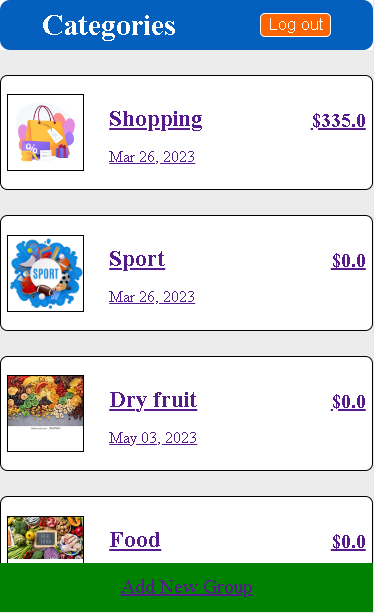 Categories
Log out
%
Shopping
$335.0
Mar 26, 2023
SPORT
Sport
$0.0
Mar 26, 2023
Dry fruit
$0.0
May 03, 2023
Food
$0.0
Add New Group